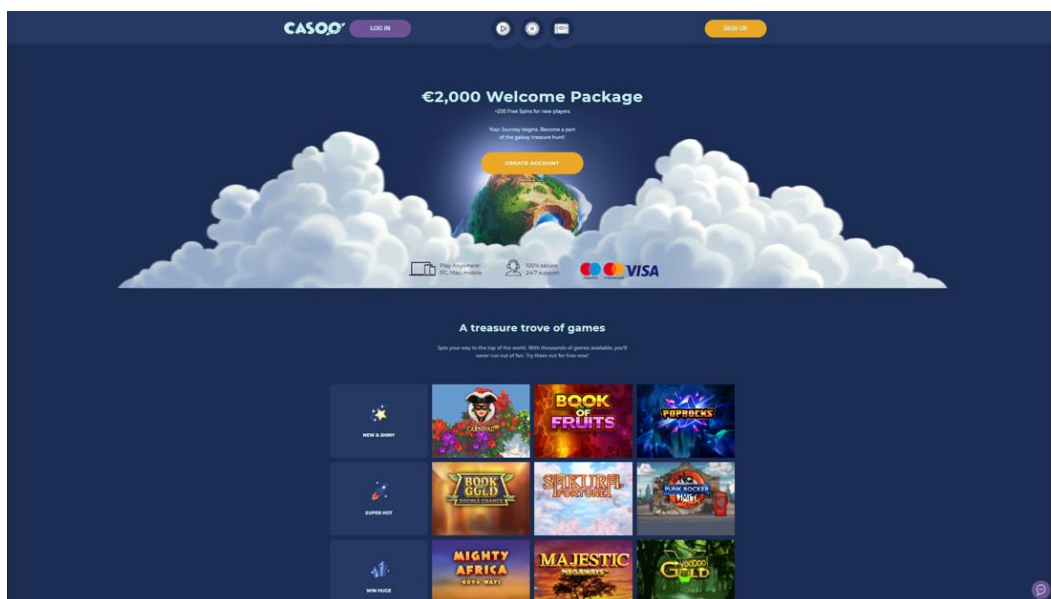 CASOO
LOG IN
SIGN UP
€2,000 Welcome Package
+200 Free Spins for new players
Your Journey begins. Become a part
of the galaxy treasure hunt!
CREATE ACCOUNT
Play Anywhere!
PC, Mac, mobile
100% secure
24/7 support
VISA
A treasure trove of games
Spin your way to the top of the world. With thousands of games available, you'll
never run out of fun. Try them out for free now!
NEW & SHINY
CARNIVAL
BOOK
OF
FRUITS
POPROCKS
SUPER HOT
BOOK
GOLD
DOUBLE CHANCE
SAKURA
FORTUNE
PUNK ROCKER
WIN HUGE
MIGHTY
AFRICA
4096 WAYS
MAJESTIC
MEGAWAYS
VOODOO
GOLD